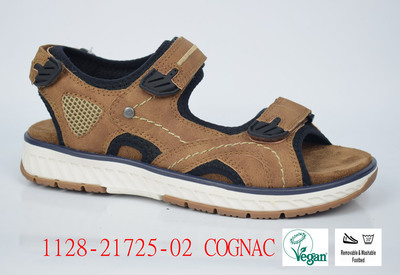 1128-21725-02 COGNAC
Vegan
Removable & Washable
Footbed